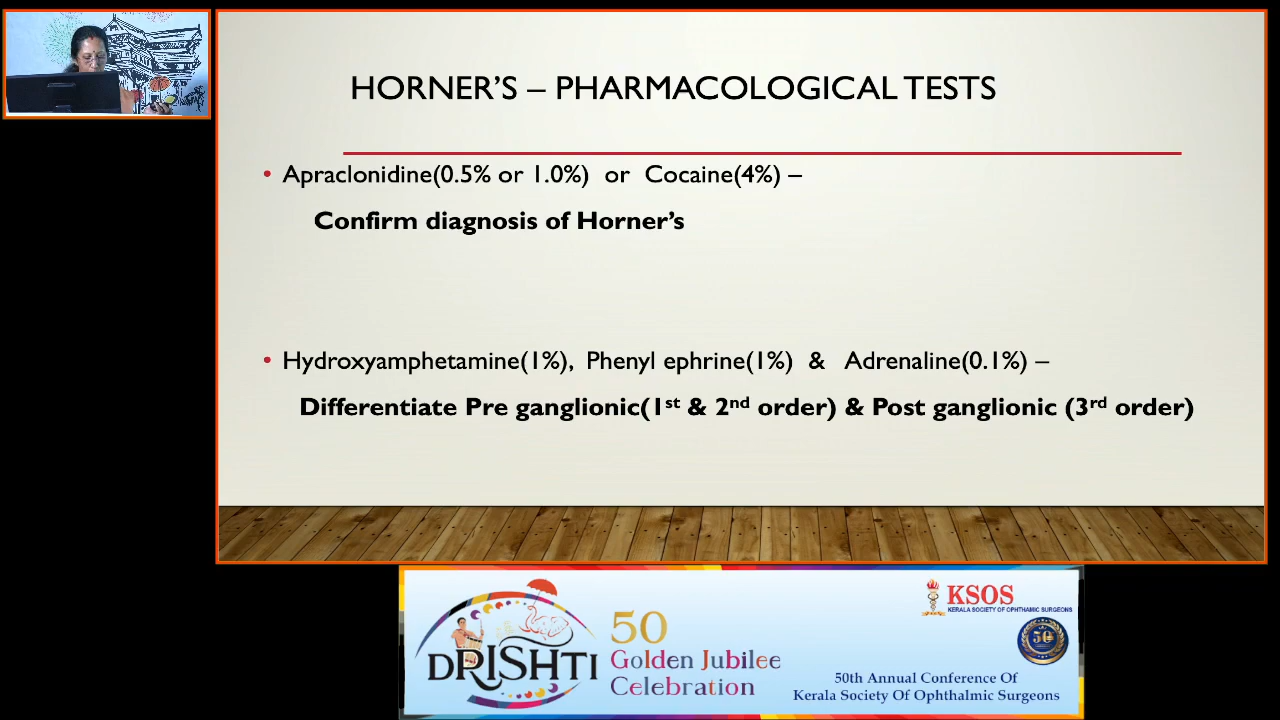 HORNER'S – PHARMACOLOGICAL TESTS
• Apraclonidine(0.5% or 1.0%) or Cocaine(4%) –
Confirm diagnosis of Horner's
• Hydroxyamphetamine(1%), Phenyl ephrine(1%) & Adrenaline(0.1%) –
Differentiate Pre ganglionic(1st & 2nd order) & Post ganglionic (3rd order)
DRISHTI
50
Golden Jubilee
Celebration
KSOS
KERALA SOCIETY OF OPHTHAMIC SURGEONS
50
50th Annual Conference Of
Kerala Society Of Ophthalmic Surgeons